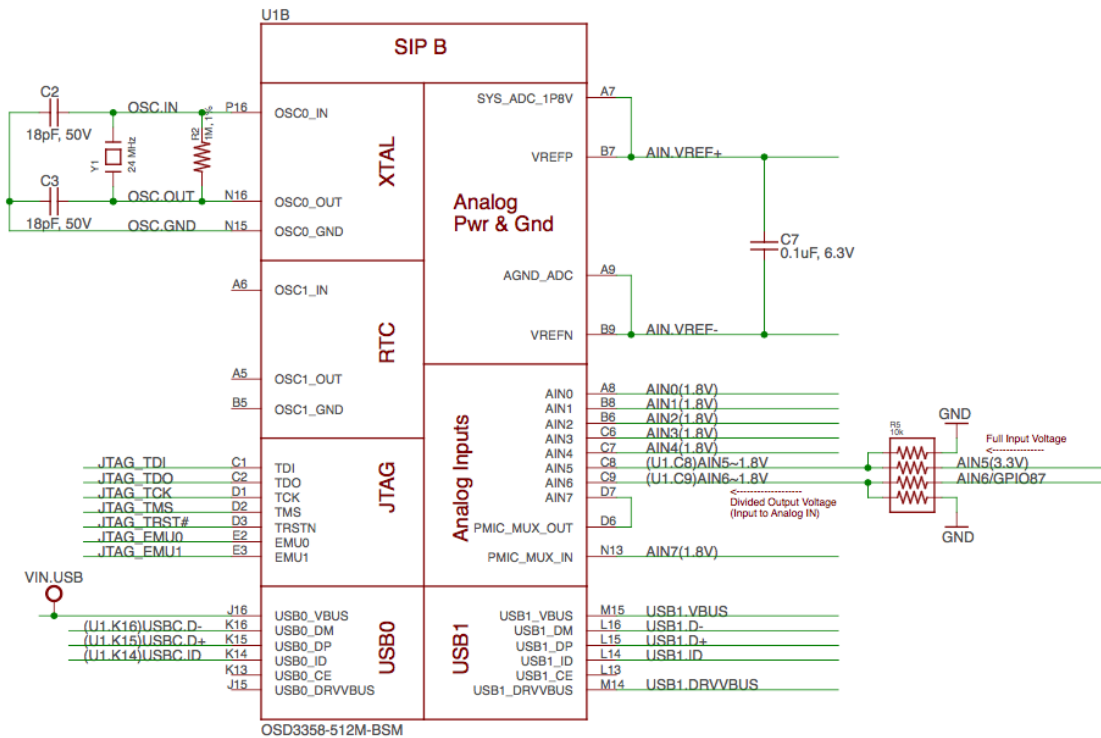 U1B
SIP B
C2
18pF, 50V
OSC.IN
P16
OSC0_IN
Y1
24 MHz
R2
1M, 1%
XTAL
C3
18pF, 50V
OSC.OUT
N16
OSC0_OUT
OSC.GND
N15
OSC0_GND
A6
OSC1_IN
RTC
A5
OSC1_OUT
B5
OSC1_GND
JTAG_TDI
C1
TDI
JTAG_TDO
C2
TDO
JTAG_TCK
D1
TCK
JTAG_TMS
D2
TMS
JTAG_TRST#
D3
TRSTN
JTAG_EMU0
E2
EMU0
JTAG_EMU1
E3
EMU1
JTAG
VIN.USB
J16
USB0_VBUS
(U1.K16)USBC.D-
K16
USB0_DM
(U1.K15)USBC.D+
K15
USB0_DP
(U1.K14)USBC.ID
K14
USB0_ID
K13
USB0_CE
J15
USB0_DRVVBUS
USB0
SYS_ADC_1P8V
A7
VREFP
B7
AIN.VREF+
Analog
Pwr & Gnd
C7
0.1uF, 6.3V
AGND_ADC
A9
VREFN
B9
AIN.VREF-
Analog Inputs
AIN0
A8
AIN0(1.8V)
AIN1
B8
AIN1(1.8V)
AIN2
B6
AIN2(1.8V)
AIN3
C6
AIN3(1.8V)
AIN4
C7
AIN4(1.8V)
AIN5
C8
(U1.C8)AIN5~1.8V
AIN6
C9
(U1.C9)AIN6~1.8V
AIN7
D7
PMIC_MUX_OUT
D6
PMIC_MUX_IN
N13
AIN7(1.8V)
Divided Output Voltage
(Input to Analog IN)
R5
10k
GND
Full Input Voltage
AIN5(3.3V)
AIN6/GPIO87
GND
USB1
USB1_VBUS
M15
USB1.VBUS
USB1_DM
L16
USB1.D-
USB1_DP
L15
USB1.D+
USB1_ID
L14
USB1.ID
USB1_CE
L13
USB1_DRVVBUS
M14
USB1.DRVVBUS
OSD3358-512M-BSM